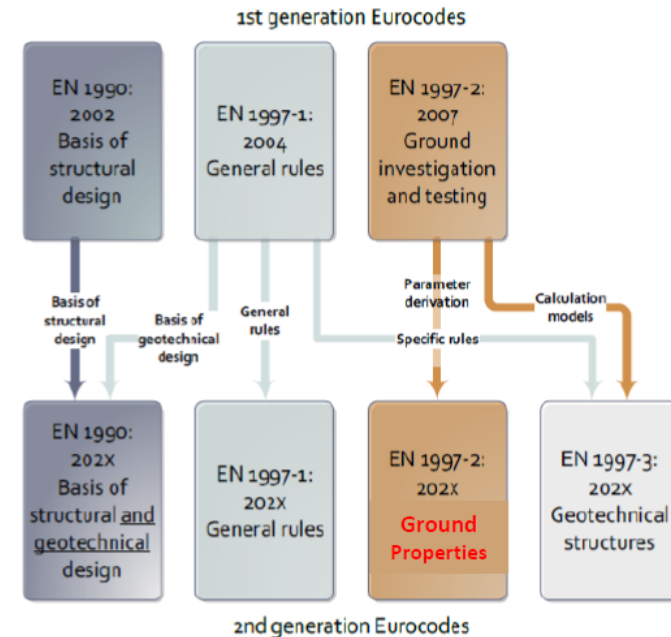 1st generation Eurocodes
EN 1990:
2002
Basis of
structural
design
EN 1997-1:
2004
General rules
EN 1997-2:
2007
Ground
investigation
and testing
Basis of
structural
design
Basis of
geotechnical
design
General
rules
Parameter
derivation
Specific rules
Calculation
models
EN 1990:
202X
Basis of
structural and
geotechnical
design
EN 1997-1:
202X
General rules
EN 1997-2:
202X
Ground
Properties
EN 1997-3:
202X
Geotechnical
structures
2nd generation Eurocodes